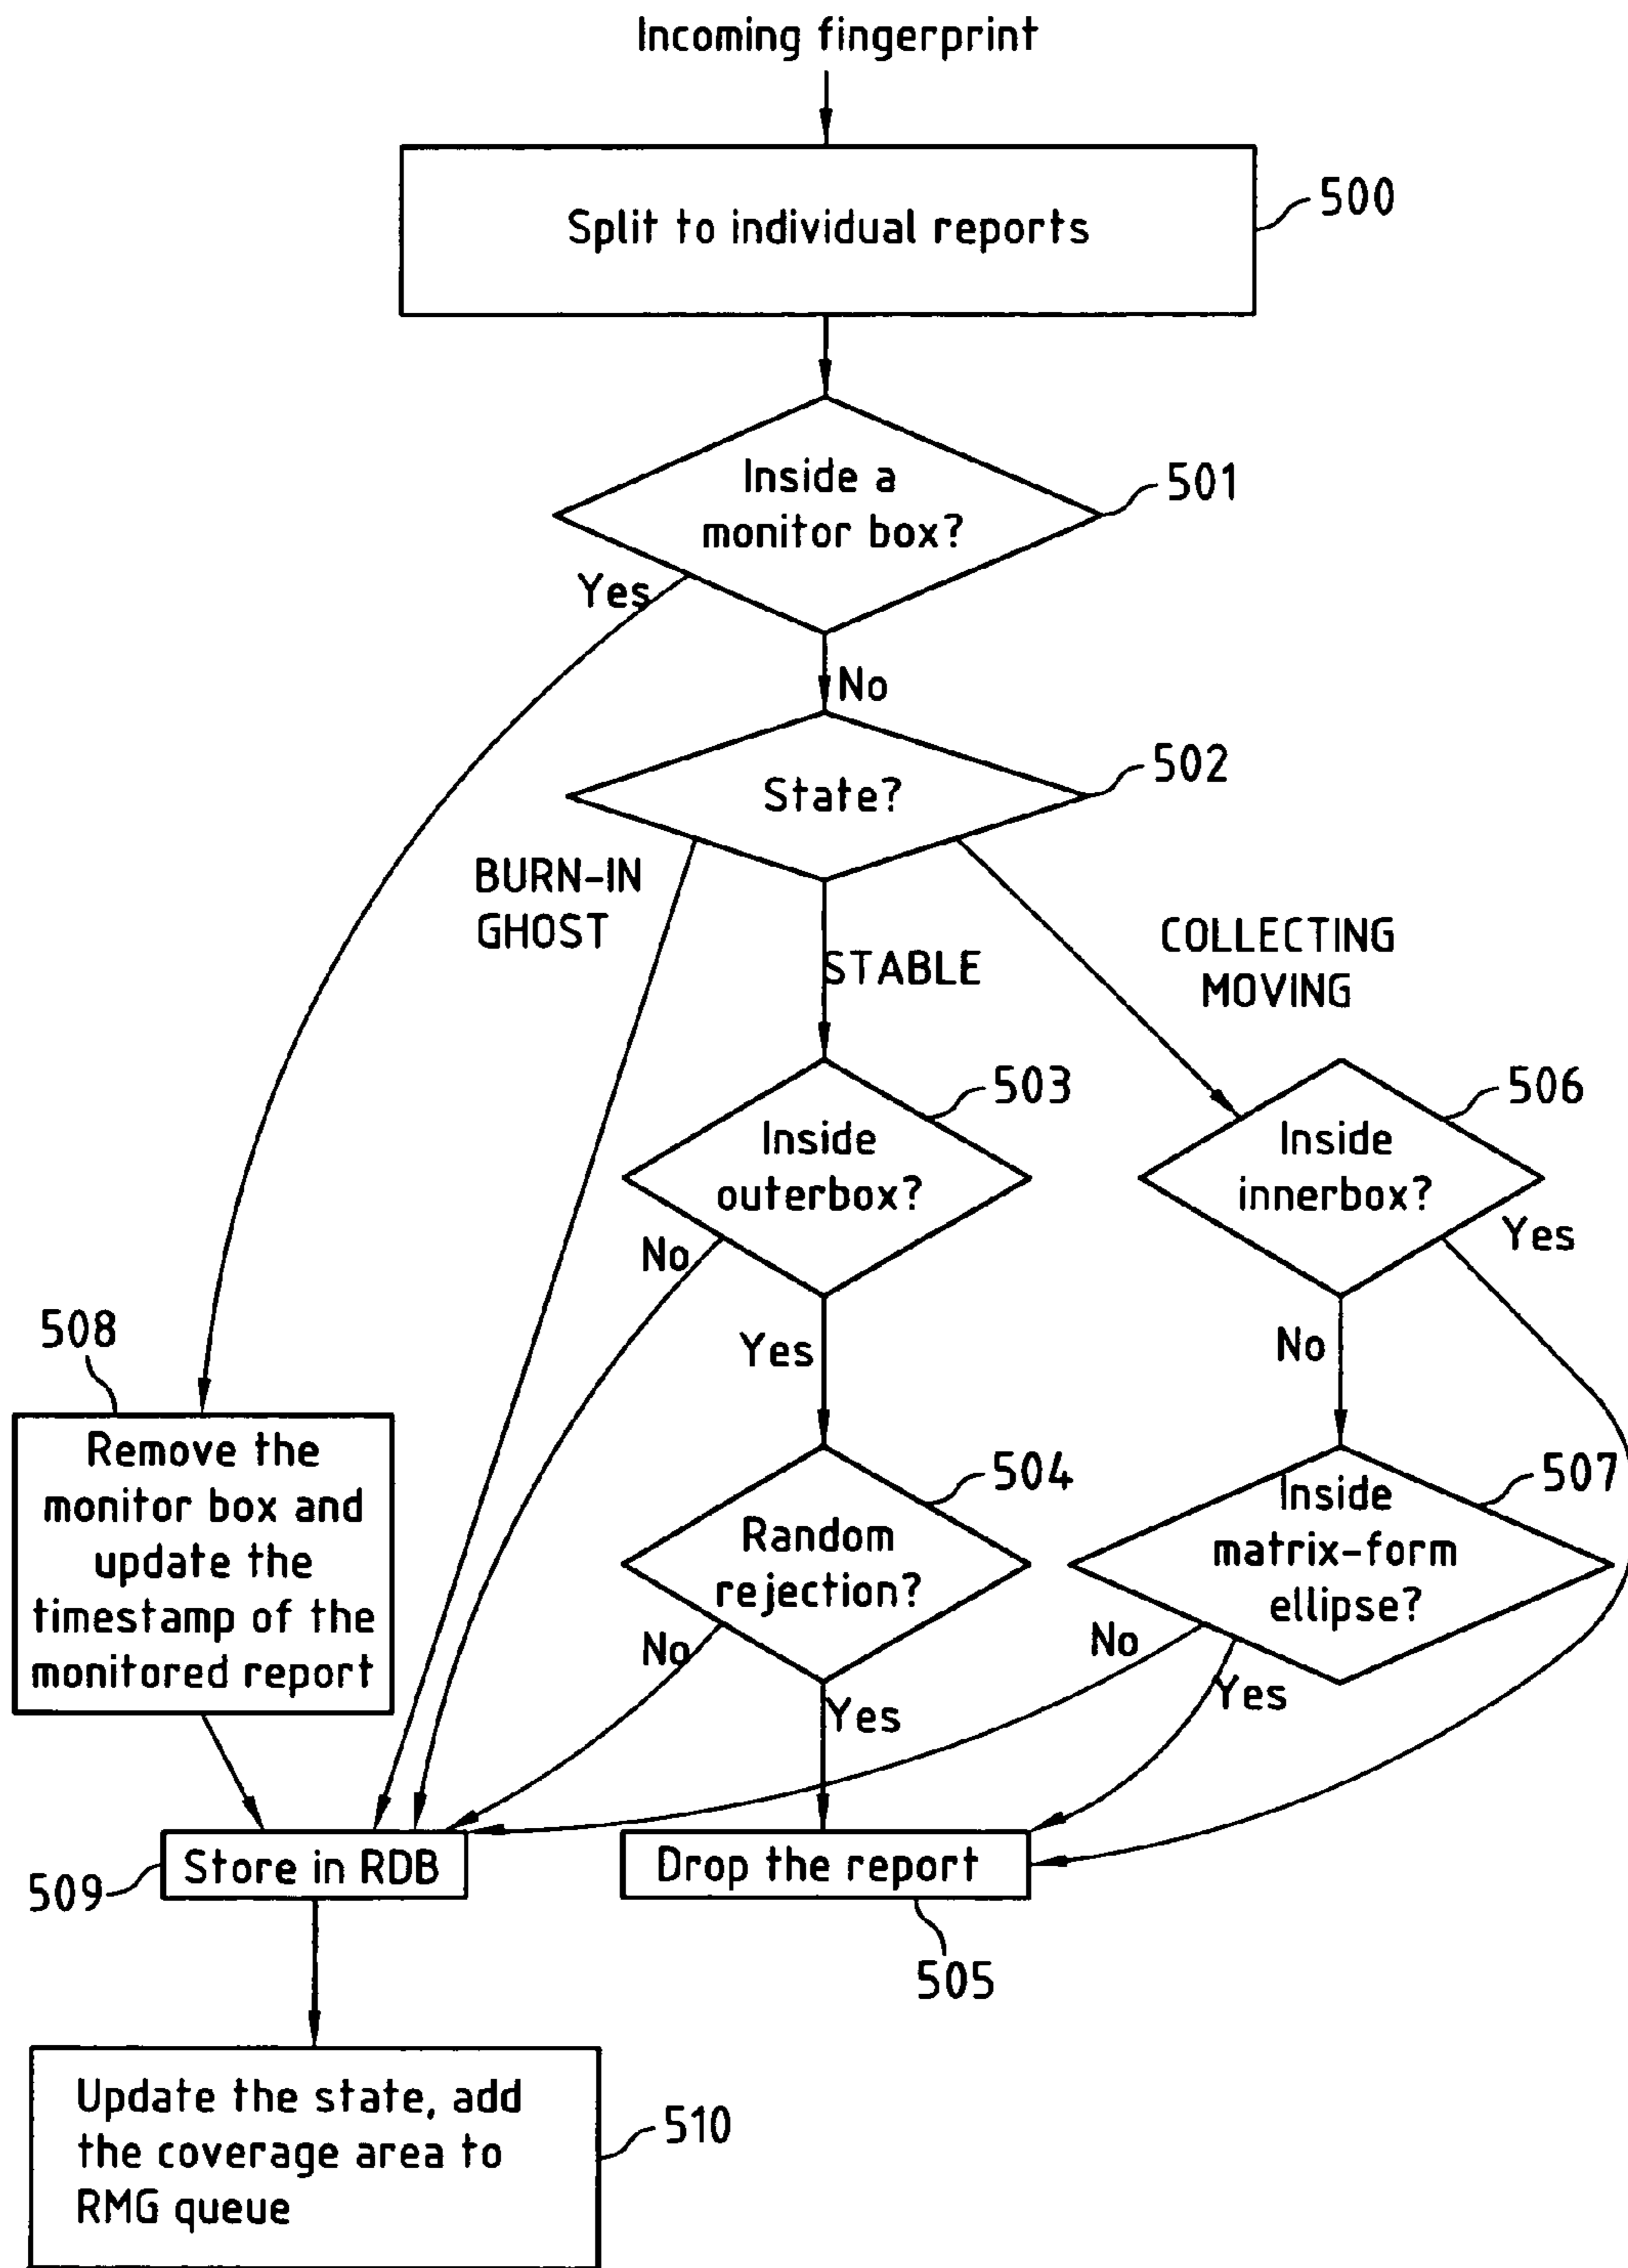 Incoming fingerprint
Split to individual reports
500
Inside a
monitor box?
501
Yes
No
State?
502
BURN-IN
GHOST
STABLE
COLLECTING
MOVING
503
506
Inside
outerbox?
Inside
innerbox?
No
Yes
508
Yes
No
Remove the
monitor box and
update the
timestamp of the
monitored report
504
507
Random
rejection?
Inside
matrix-form
ellipse?
No
Yes
No
Yes
Store in RDB
509
Drop the report
505
Update the state, add
the coverage area to
RMG queue
510